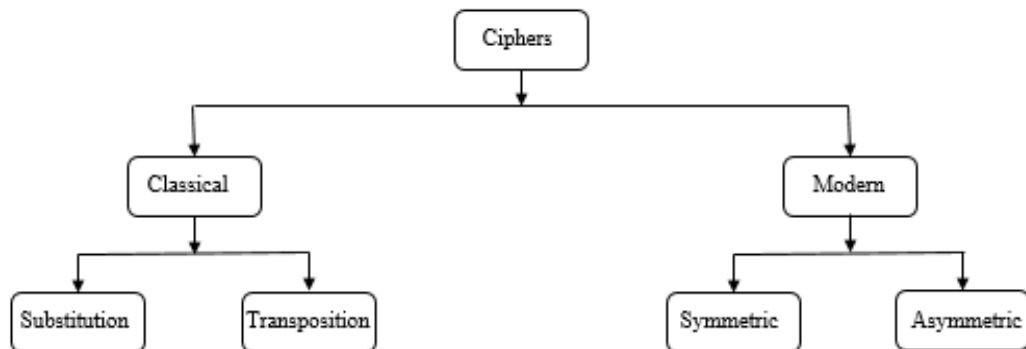 Ciphers
Classical
Modern
Substitution
Transposition
Symmetric
Asymmetric